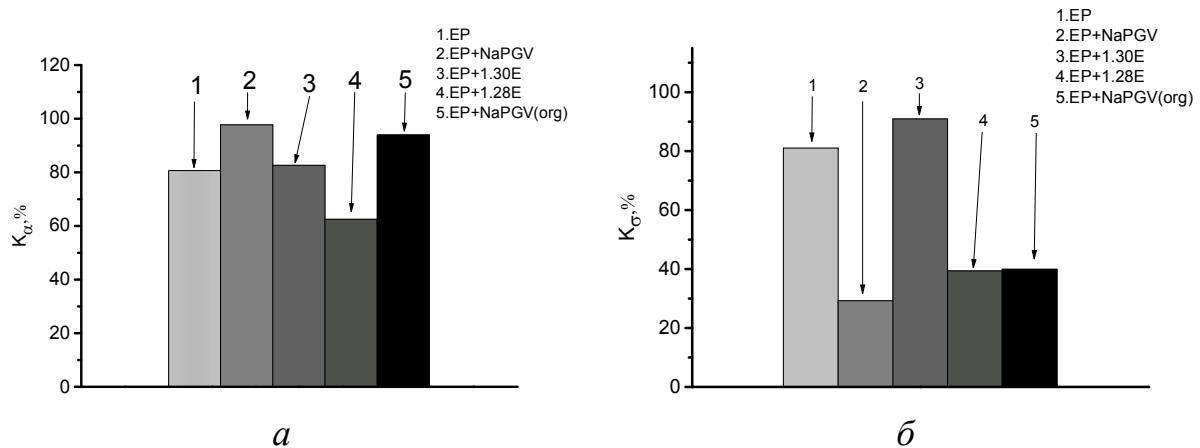 1.EP
2.EP+NaPGV
3.EP+1.30E
4.EP+1.28E
5.EP+NaPGV(org)
120
100
80
60
40
20
0
Kα,%
1
2
3
4
5
а
1.EP
2.EP+NaPGV
3.EP+1.30E
4.EP+1.28E
5.EP+NaPGV(org)
100
80
60
40
20
0
Kσ,%
1
2
3
4
5
б